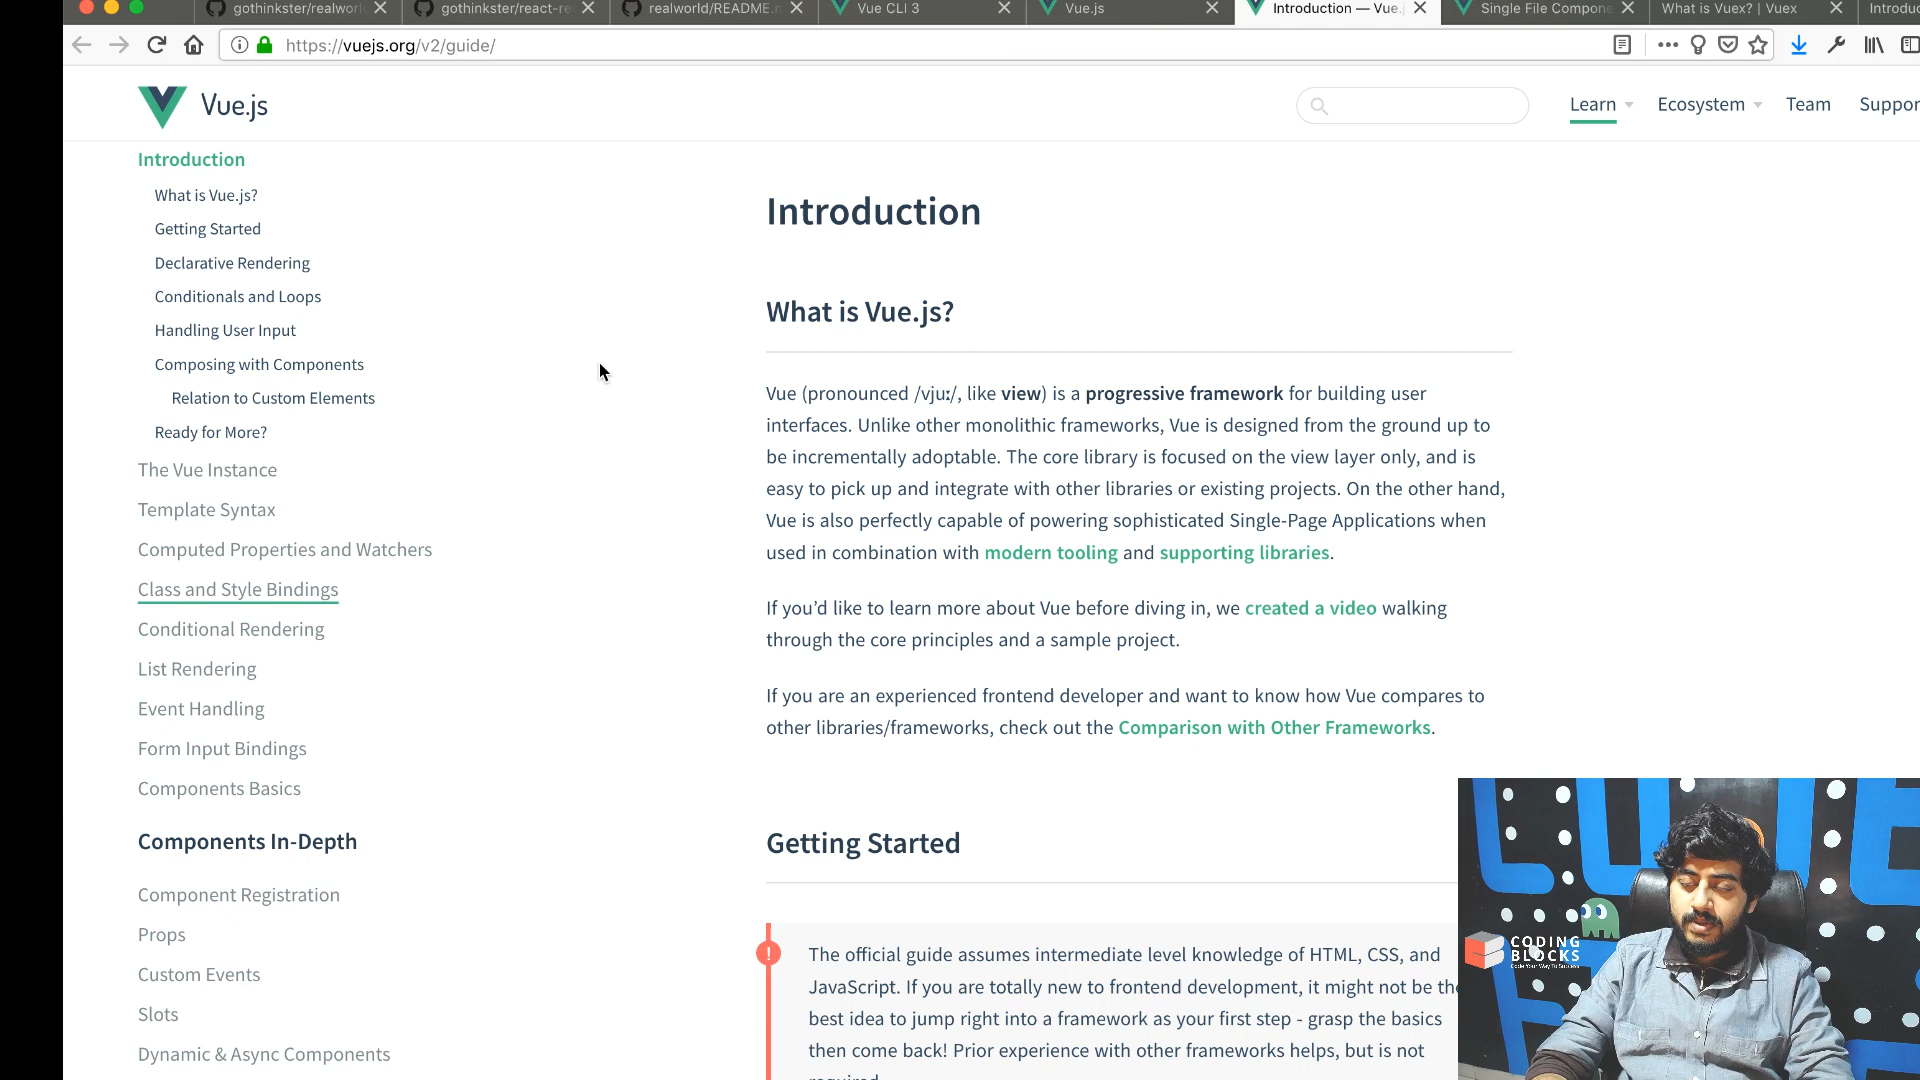 gothinkster/realworl
gothinkster/react-re
realworld/README.m
Vue CLI 3
Vue.js
Introduction — Vue.j
Single File Compone
What is Vuex? | Vuex
Introduc
https://vuejs.org/v2/guide/
Vue.js
Learn
Ecosystem
Team
Suppor
Introduction
What is Vue.js?
Getting Started
Declarative Rendering
Conditionals and Loops
Handling User Input
Composing with Components
Relation to Custom Elements
Ready for More?
The Vue Instance
Template Syntax
Computed Properties and Watchers
Class and Style Bindings
Conditional Rendering
List Rendering
Event Handling
Form Input Bindings
Components Basics
Components In-Depth
Component Registration
Props
Custom Events
Slots
Dynamic & Async Components
Introduction
What is Vue.js?
Vue (pronounced /vjuː/, like view) is a progressive framework for building user
interfaces. Unlike other monolithic frameworks, Vue is designed from the ground up to
be incrementally adoptable. The core library is focused on the view layer only, and is
easy to pick up and integrate with other libraries or existing projects. On the other hand,
Vue is also perfectly capable of powering sophisticated Single-Page Applications when
used in combination with modern tooling and supporting libraries.
If you’d like to learn more about Vue before diving in, we created a video walking
through the core principles and a sample project.
If you are an experienced frontend developer and want to know how Vue compares to
other libraries/frameworks, check out the Comparison with Other Frameworks.
Getting Started
!
The official guide assumes intermediate level knowledge of HTML, CSS, and
JavaScript. If you are totally new to frontend development, it might not be the
best idea to jump right into a framework as your first step - grasp the basics
then come back! Prior experience with other frameworks helps, but is not
CODING
BLOCKS
Code Your Way To Success